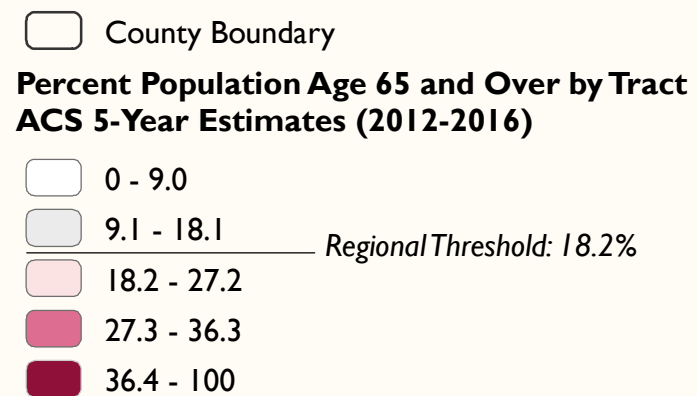 County Boundary
Percent Population Age 65 and Over by Tract
ACS 5-Year Estimates (2012-2016)
0 - 9.0
9.1 - 18.1
Regional Threshold: 18.2%
18.2 - 27.2
27.3 - 36.3
36.4 - 100